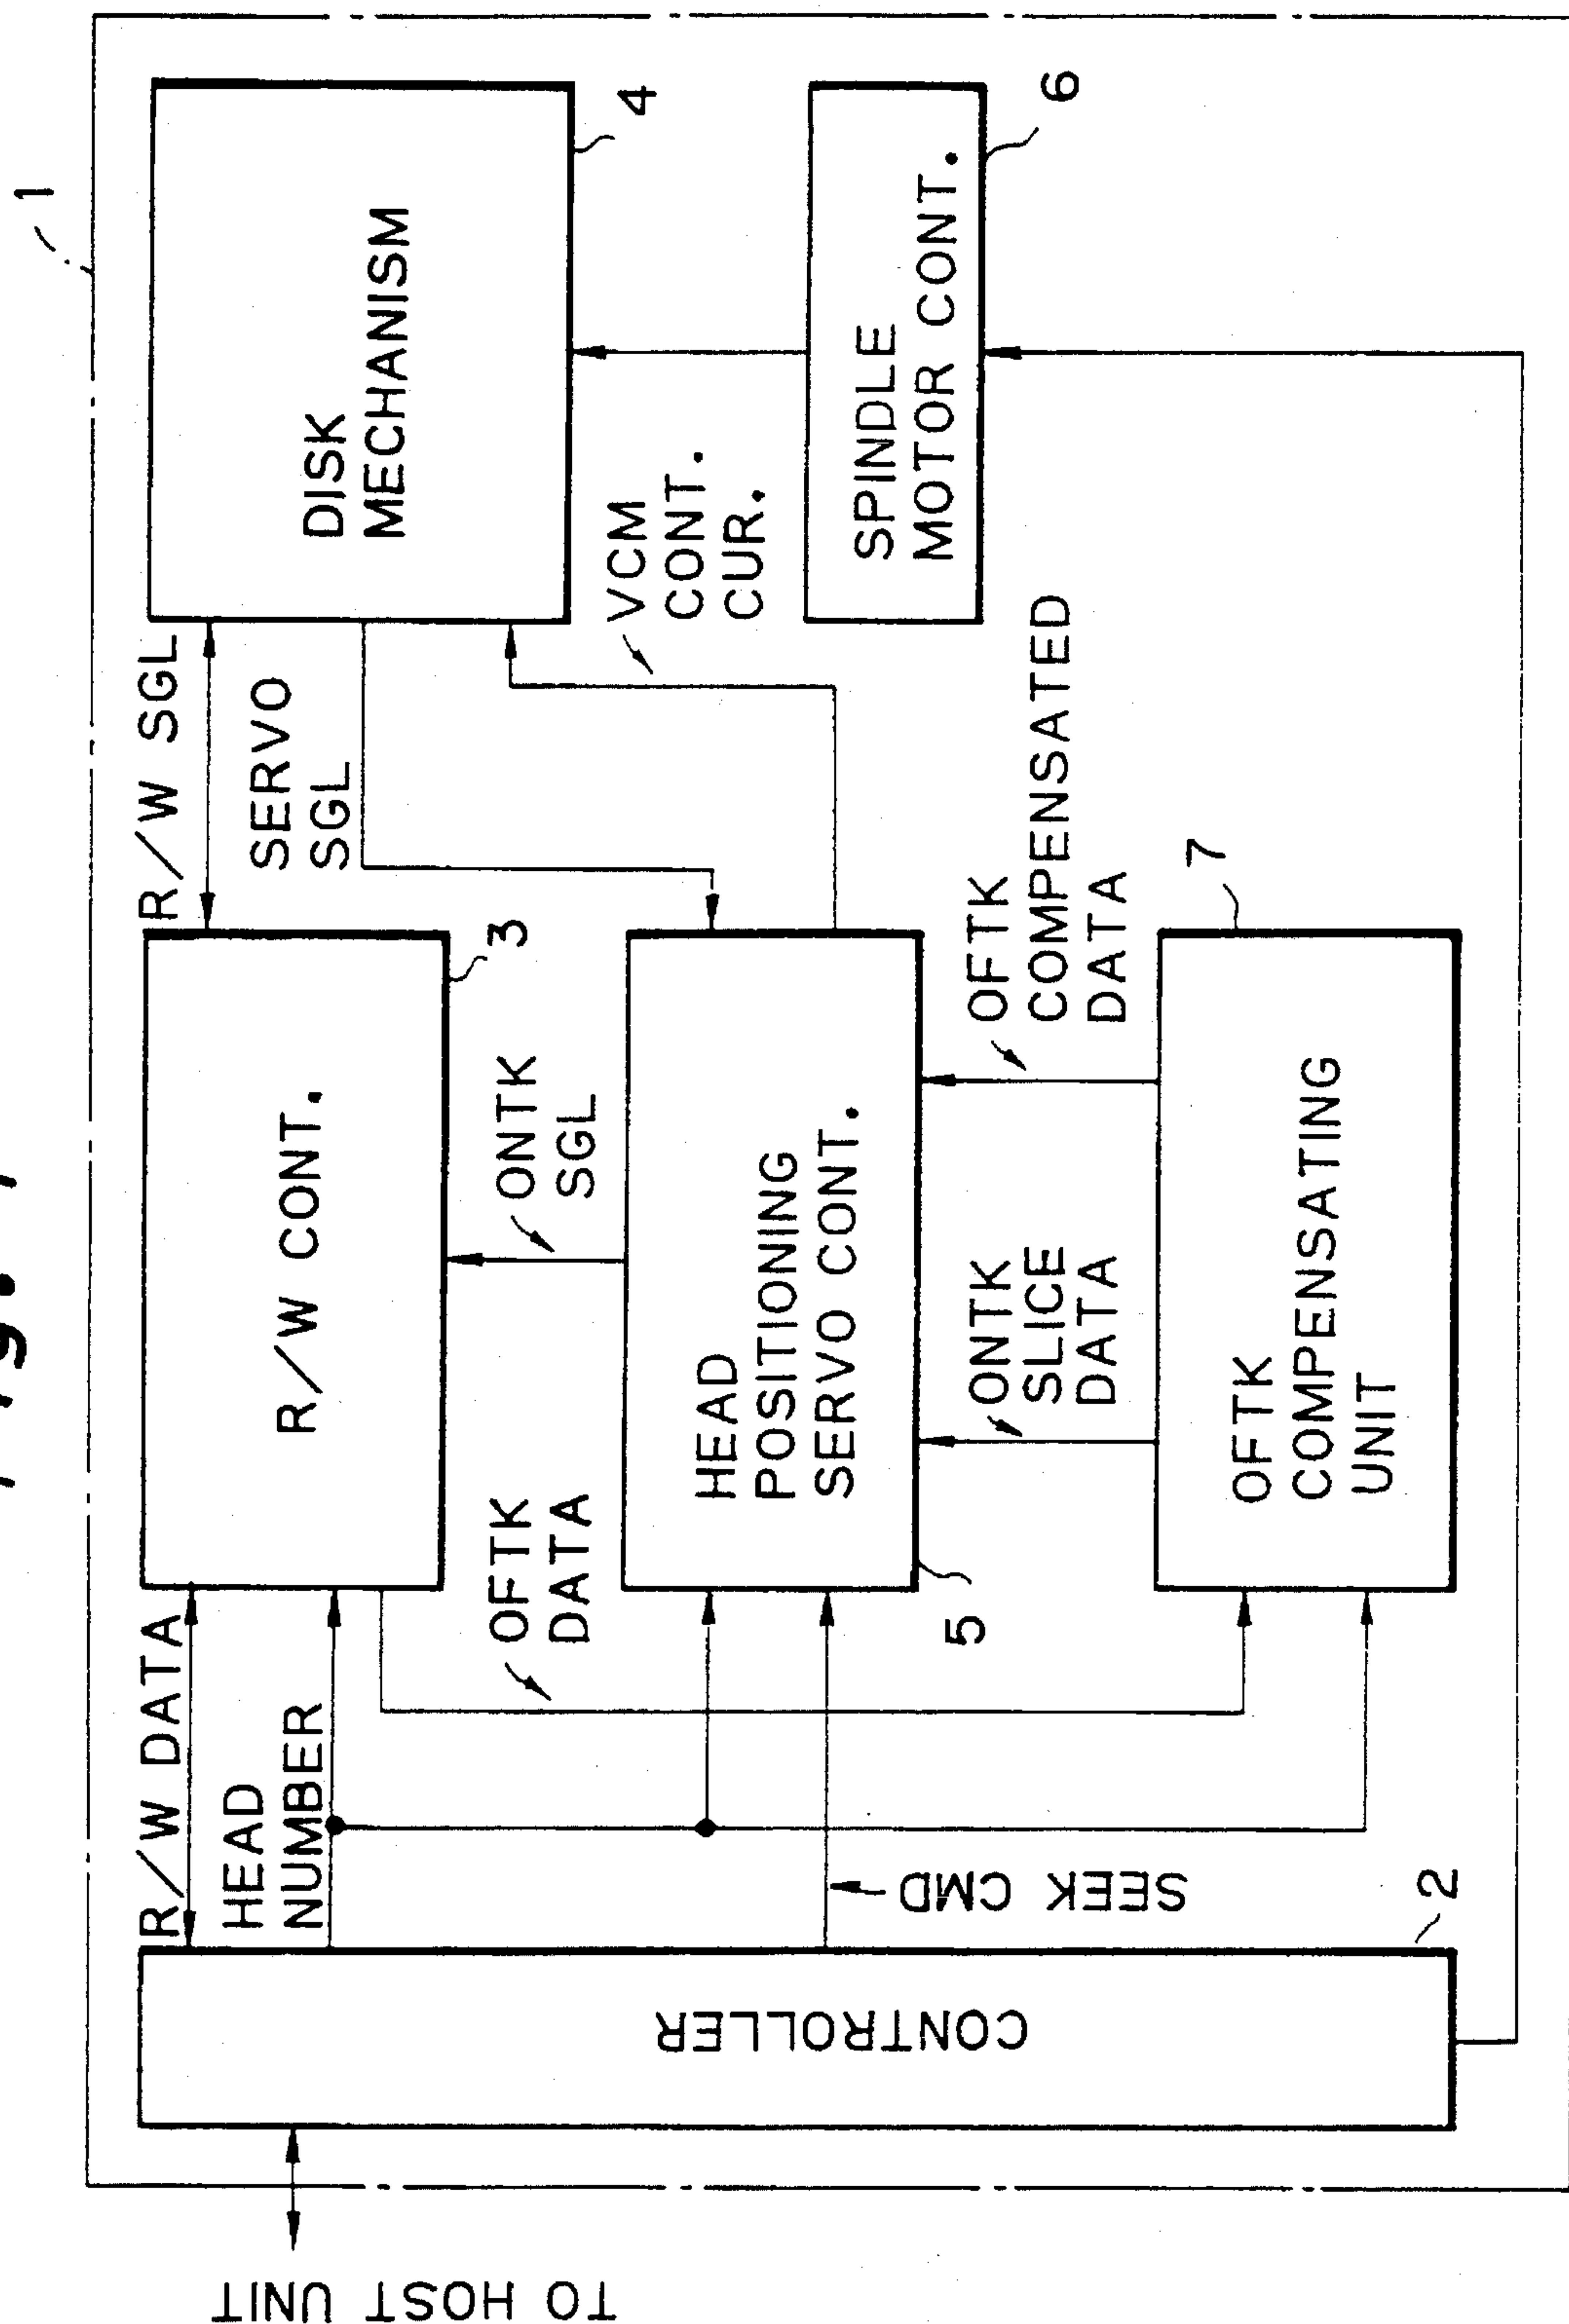 Fig. 1
1
R/W DATA
HEAD
NUMBER
R/W CONT.
3
R/W SGL
SERVO
SGL
DISK
MECHANISM
4
OFTK
DATA
ONTK
SGL
VCM
CONT.
CUR.
HEAD
POSITIONING
SERVO CONT.
5
SPINDLE
MOTOR CONT.
6
SEEK CMD
ONTK
SLICE
DATA
OFTK
COMPENSATED
DATA
OFTK
COMPENSATING
UNIT
7
CONTROLLER
2
TO HOST UNIT